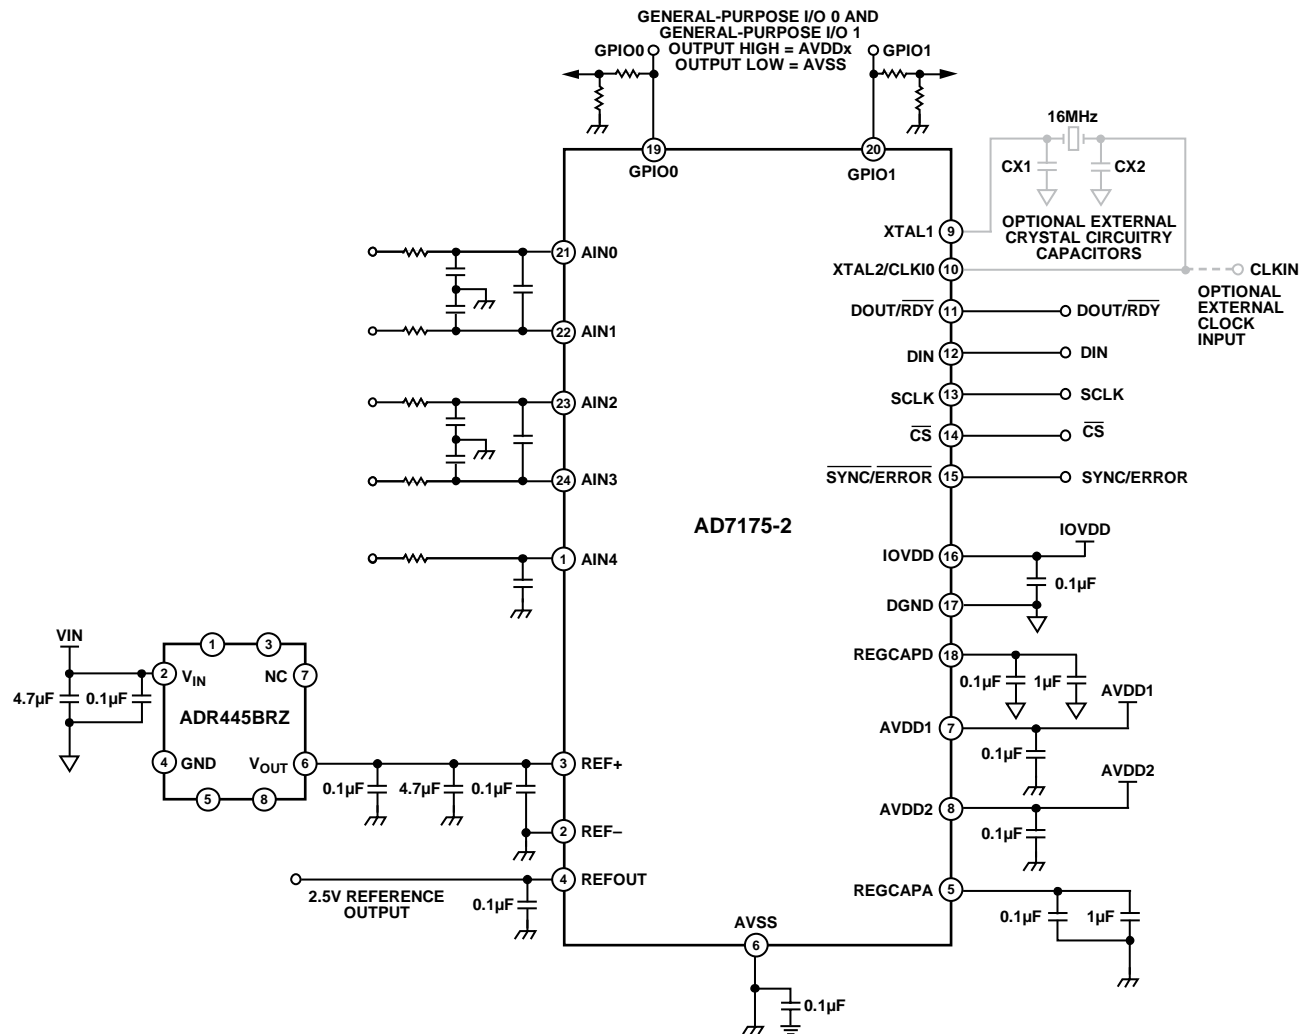 GENERAL-PURPOSE I/O 0 AND
GENERAL-PURPOSE I/O 1
OUTPUT HIGH = AVDDx
OUTPUT LOW = AVSS
GPIO0
GPIO1
19
20
GPIO0
GPIO1
16MHz
CX1
CX2
OPTIONAL EXTERNAL
CRYSTAL CIRCUITRY
CAPACITORS
XTAL1
9
XTAL2/CLKI0
10
CLKIN
OPTIONAL
EXTERNAL
CLOCK
INPUT
21
AIN0
22
AIN1
23
AIN2
24
AIN3
1
AIN4
DOUT/RDY
11
DOUT/RDY
DIN
12
DIN
SCLK
13
SCLK
CS
14
CS
SYNC/ERROR
15
SYNC/ERROR
AD7175-2
IOVDD
IOVDD
16
0.1µF
DGND
17
REGCAPD
18
0.1µF
1µF
AVDD1
AVDD1
7
0.1µF
AVDD2
AVDD2
8
0.1µF
REGCAPA
5
0.1µF
1µF
VIN
4.7µF
0.1µF
1
3
2
VIN
NC
7
ADR445BRZ
4
GND
VOUT
6
5
8
0.1µF
4.7µF
0.1µF
3
REF+
2
REF–
4
REFOUT
2.5V REFERENCE
OUTPUT
0.1µF
AVSS
6
0.1µF